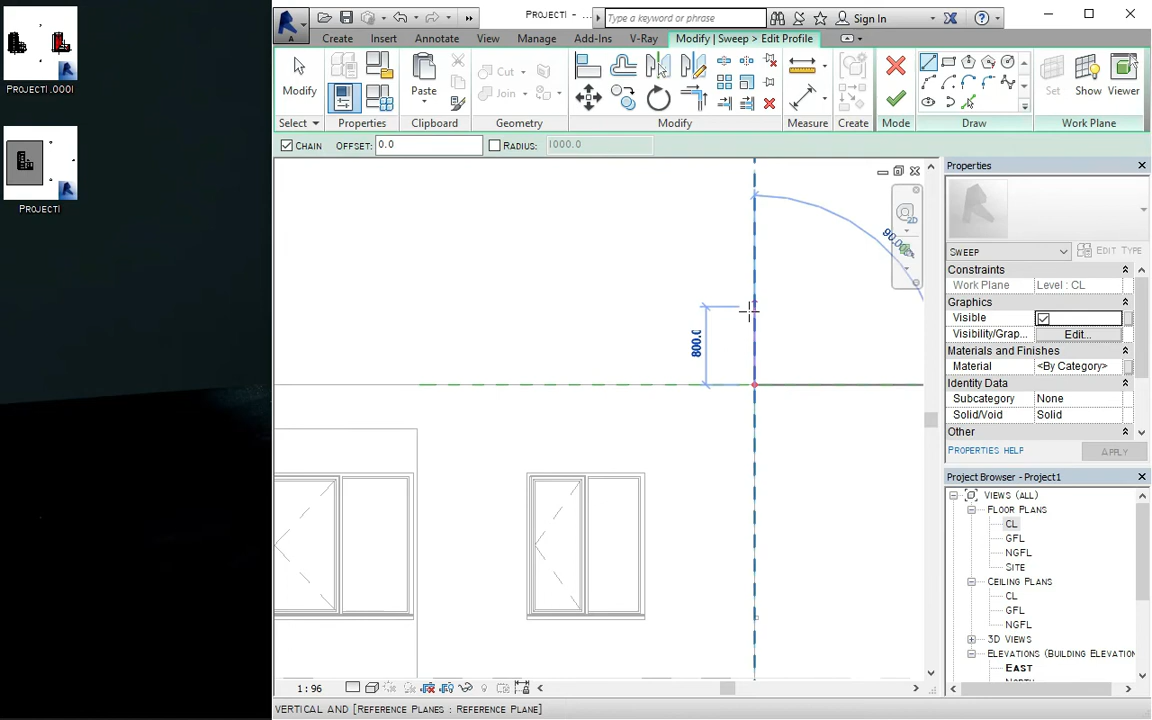 PROJECT1 - ...
Type a keyword or phrase
Sign In
Create
Insert
Annotate
View
Manage
Add-Ins
V-Ray
Modify | Sweep > Edit Profile
Modify
Paste
Cut
Join
Set
Show
Viewer
Select
Properties
Clipboard
Geometry
Modify
Measure
Create
Mode
Draw
Work Plane
CHAIN
OFFSET:
0.0
RADIUS:
1000.0
PROJECT1.0001
PROJECT1
90.0
800.0
Properties
SWEEP
EDIT TYPE
Constraints
Work Plane
Level : CL
Graphics
Visible
Visibility/Grap...
Edit...
Materials and Finishes
Material
<By Category>
Identity Data
Subcategory
None
Solid/Void
Solid
Other
PROPERTIES HELP
APPLY
Project Browser - Project1
VIEWS (ALL)
FLOOR PLANS
CL
GFL
NGFL
SITE
CEILING PLANS
CL
GFL
NGFL
3D VIEWS
ELEVATIONS (BUILDING ELEVATION
EAST
1 : 96
VERTICAL AND [REFERENCE PLANES : REFERENCE PLANE]